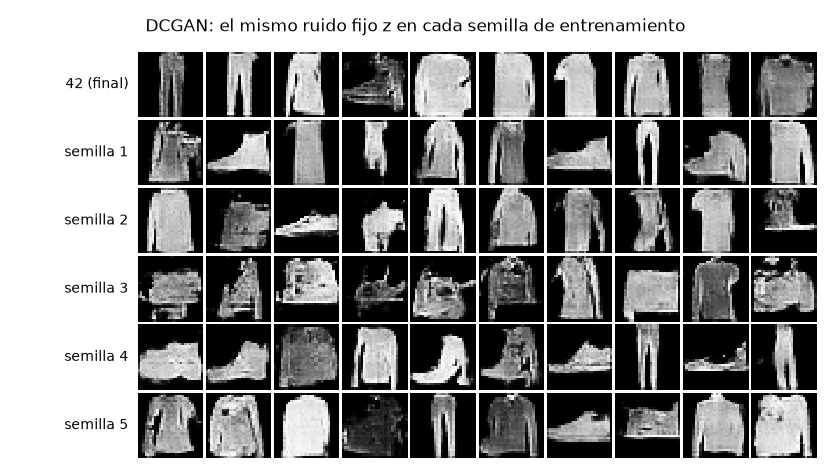 DCGAN: el mismo ruido fijo z en cada semilla de entrenamiento
42 (final)
semilla 1
semilla 2
semilla 3
semilla 4
semilla 5